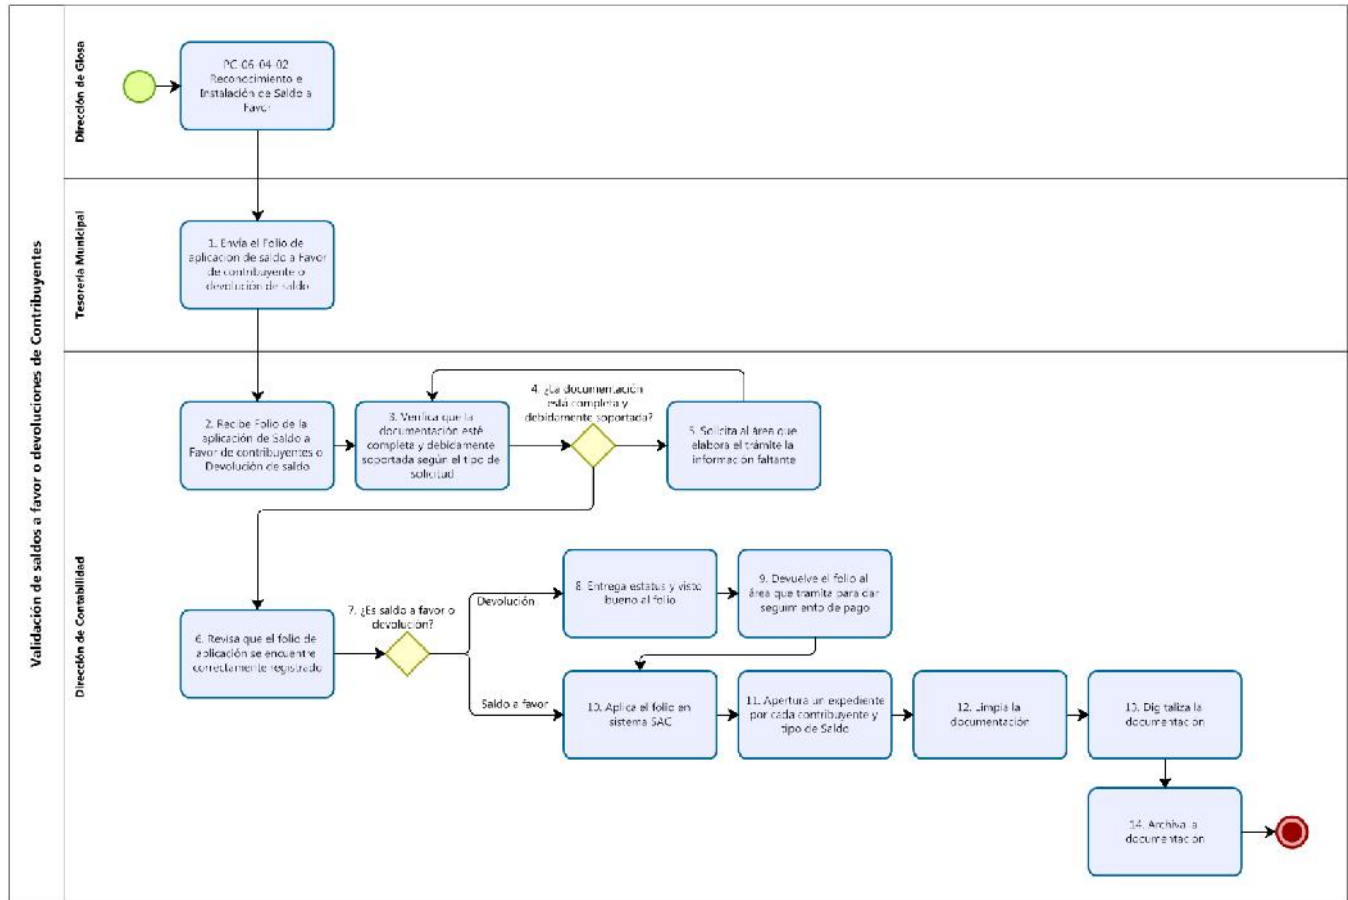 Validación de saldos a favor o devoluciones de Contribuyentes
Dirección de Glosa
PC-06-04-02
Reconocimiento e
Instalación de Saldo a
Favor
Tesorería Municipal
1. Envía el Folio de
aplicación de saldo a Favor
de contribuyente o
devolución de saldo
Dirección de Contabilidad
2. Recibe Folio de la
aplicación de Saldo a
Favor de contribuyentes o
Devolución de saldo
3. Verifica que la
documentación esté
completa y debidamente
soportada según el tipo de
solicitud
4. ¿La documentación
está completa y
debidamente soportada?
5. Solicita al área que
elabora el trámite la
información faltante
6. Revisa que el folio de
aplicación se encuentre
correctamente registrado
7. ¿Es saldo a favor o
devolución?
Devolución
8. Entrega estatus y visto
bueno al folio
9. Devuelve el folio al
área que tramita para dar
seguimiento de pago
Saldo a favor
10. Aplica el folio en
sistema SAC
11. Apertura un expediente
por cada contribuyente y
tipo de Saldo
12. Limpia la
documentación
13. Digitaliza la
documentación
14. Archiva la
documentación